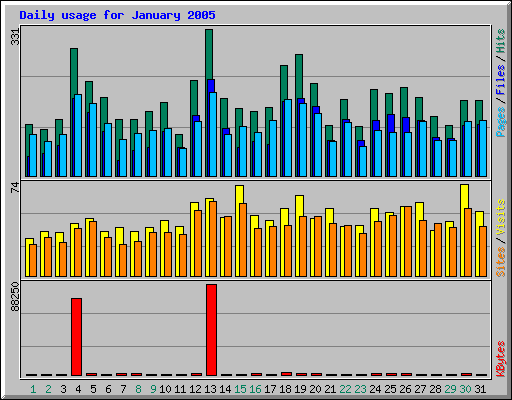 Daily usage for January 2005
331
74
88250
Pages / Files / Hits
Sites / Visits
KBytes
1 2 3 4 5 6 7 8 9 10 11 12 13 14 15 16 17 18 19 20 21 22 23 24 25 26 27 28 29 30 31